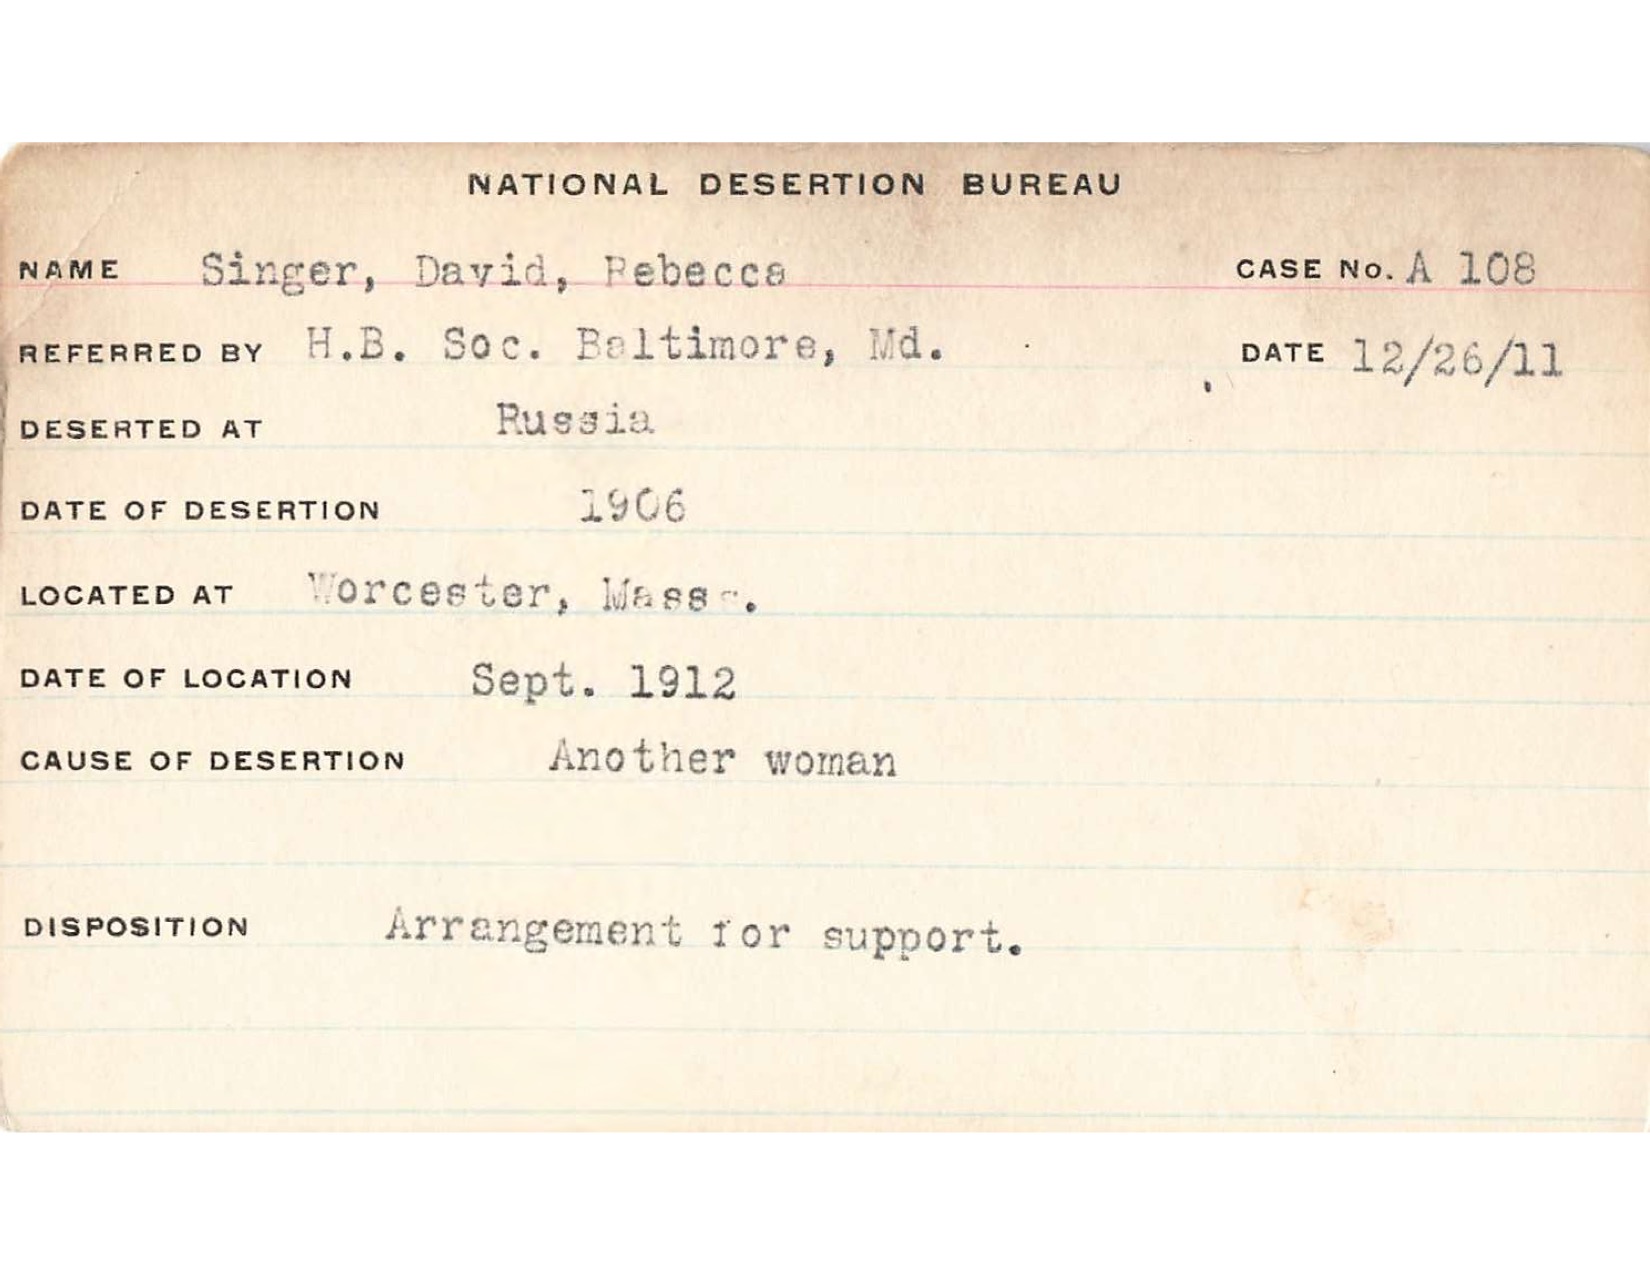 NATIONAL DESERTION BUREAU
NAME Singer, David, Rebecca CASE No. A 108
REFERRED BY H.B. Soc. Baltimore, Md. DATE 12/26/11
DESERTED AT Russia
DATE OF DESERTION 1906
LOCATED AT Worcester, Mass.
DATE OF LOCATION Sept. 1912
CAUSE OF DESERTION Another woman
DISPOSITION Arrangement for support.